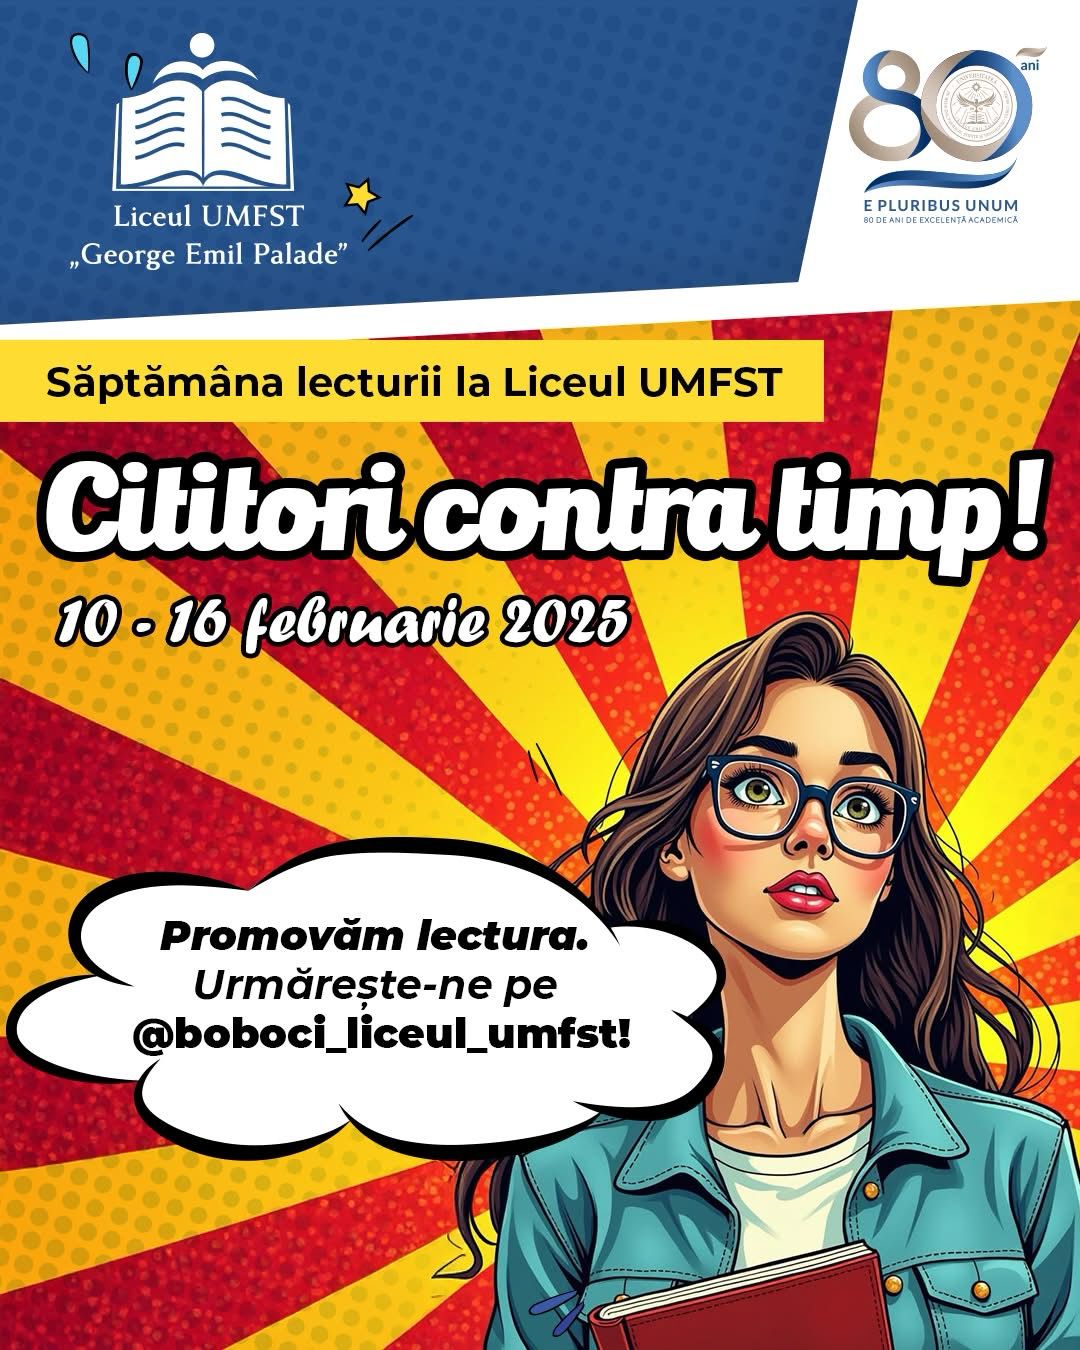 Liceul UMFST
„George Emil Palade”
80 ani
E PLURIBUS UNUM
80 DE ANI DE EXCELENȚĂ ACADEMICĂ
Săptămâna lecturii la Liceul UMFST
Cititori contra timp!
10 - 16 februarie 2025
Promovăm lectura.
Urmărește-ne pe
@boboci_liceul_umfst!